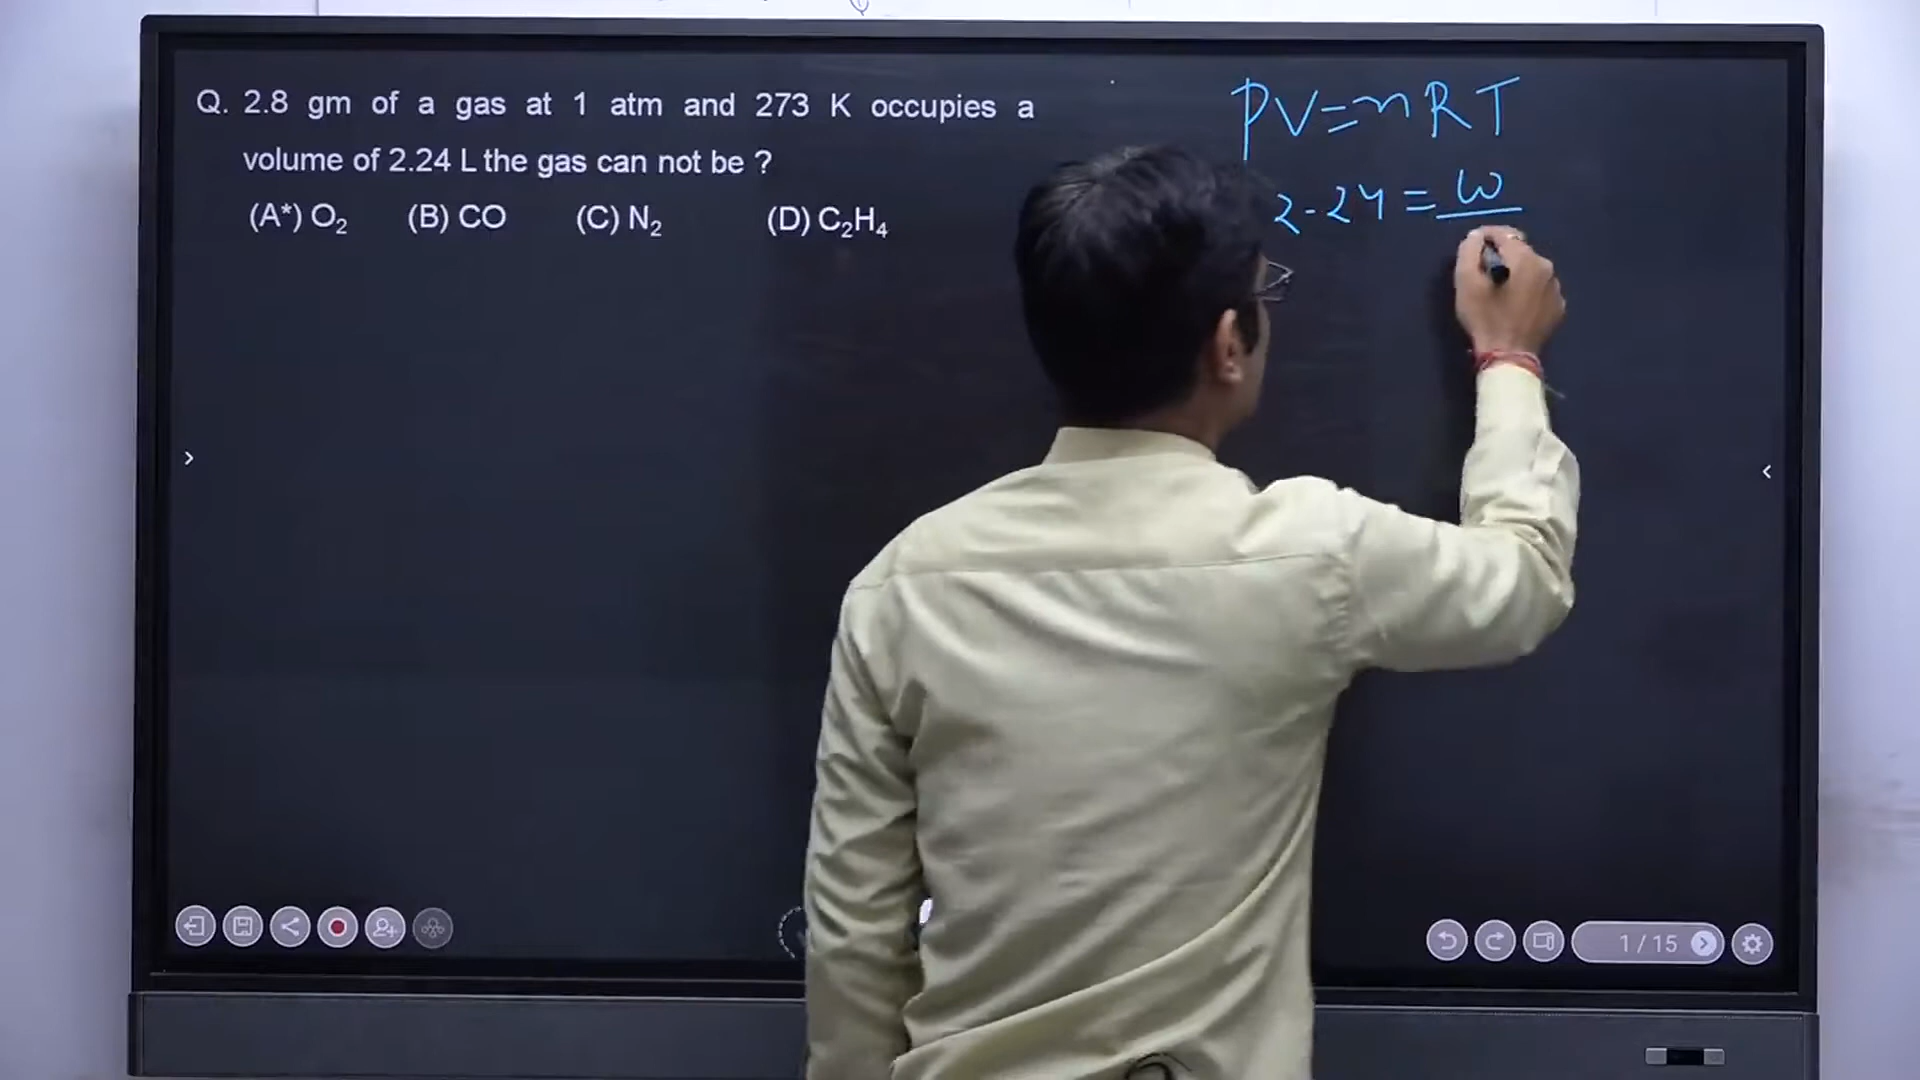 Q. 2.8 gm of a gas at 1 atm and 273 K occupies a
volume of 2.24 L the gas can not be ?
(A*) O₂ (B) CO (C) N₂ (D) C₂H₄
PV=nRT
2.24 = w
1 / 15